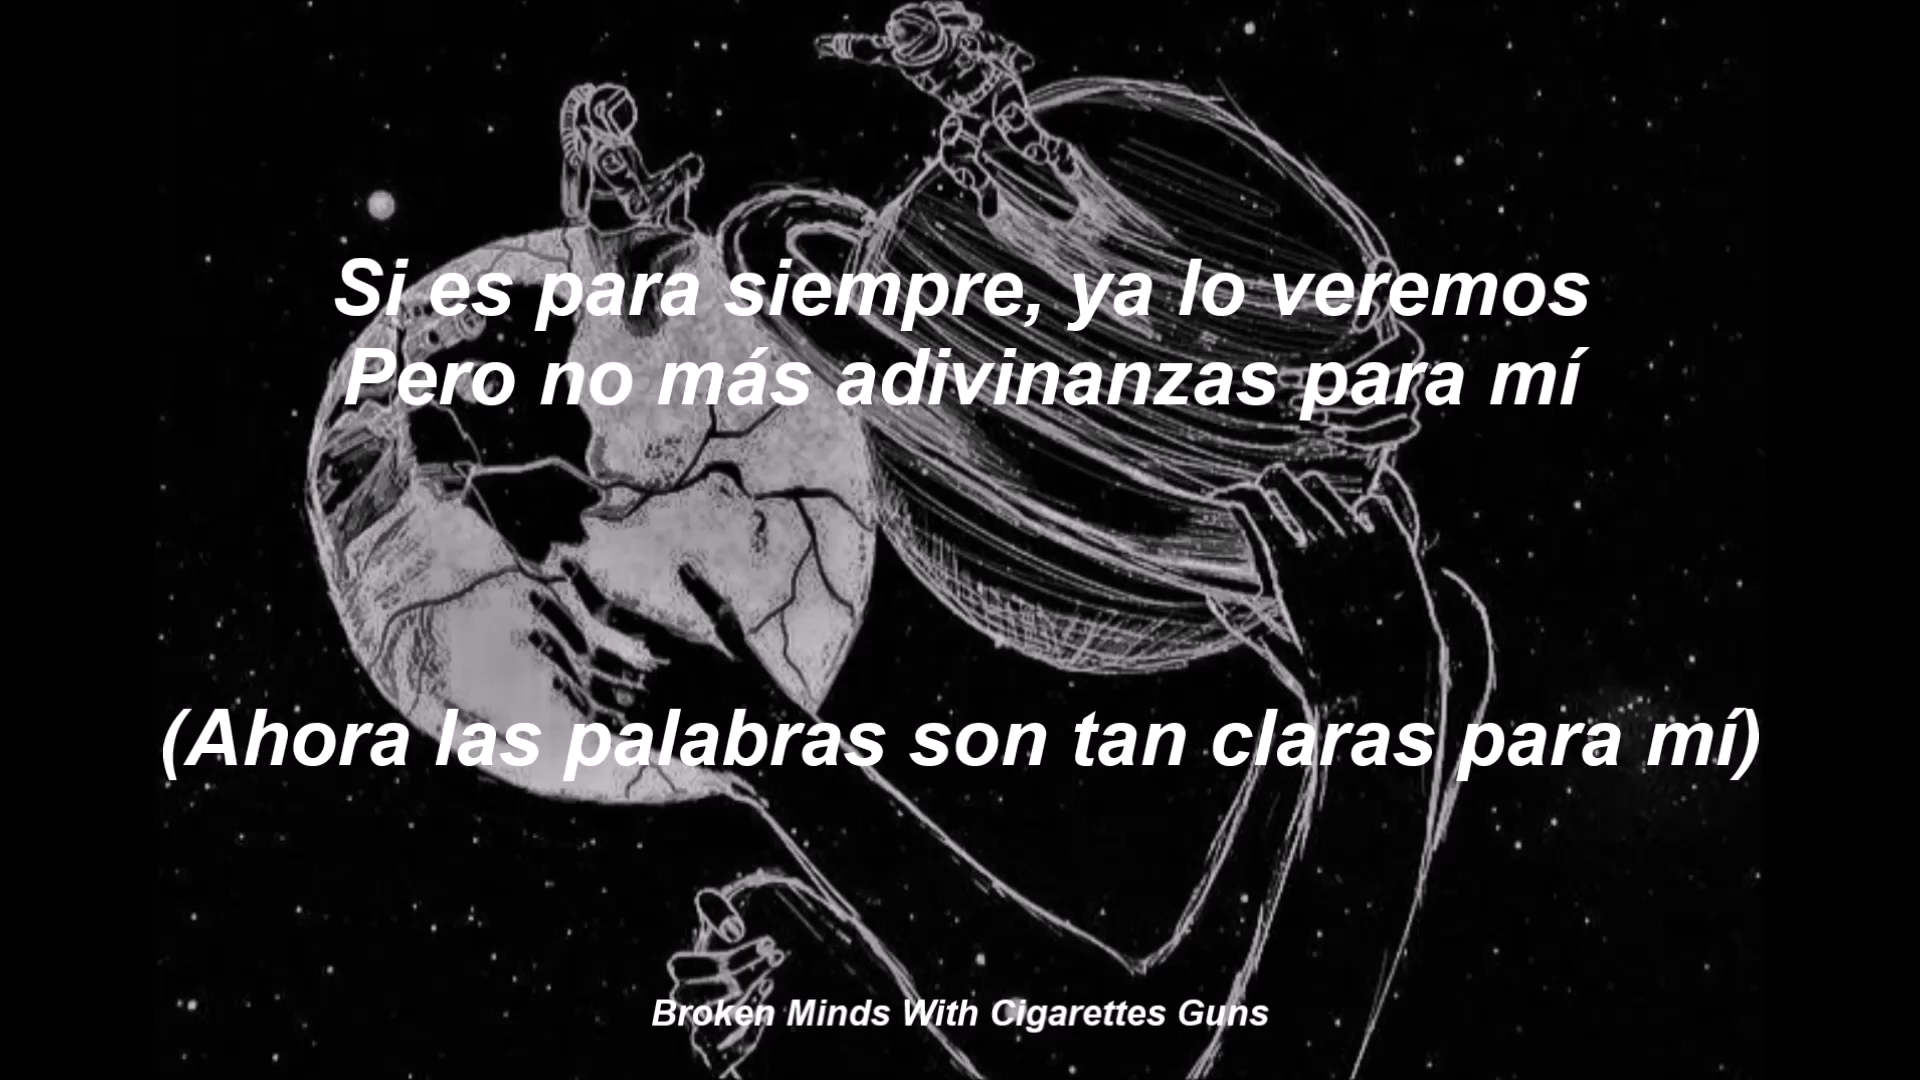 Si es para siempre, ya lo veremos
Pero no más adivinanzas para mí
(Ahora las palabras son tan claras para mí)
Broken Minds With Cigarettes Guns